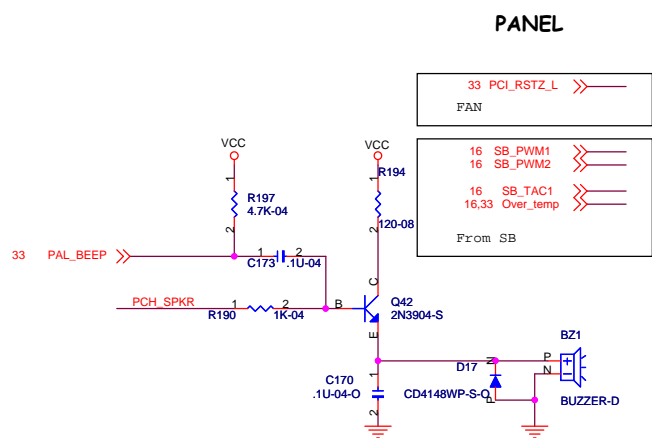 PANEL
33 PCI_RSTZ_L
FAN
VCC
VCC
16 SB_PWM1
16 SB_PWM2
1
1
R194
16 SB_TAC1
R197
16,33 Over_temp
4.7K-04
2
2
120-08
From SB
33 PAL_BEEP
1 2
C173 .1U-04
C
PCH_SPKR
1 2
B
Q42
R190 1K-04
2N3904-S
E
BZ1
D17
N
P
1
C170
N
.1U-04-O
CD4148WP-S-O
P
BUZZER-D
2